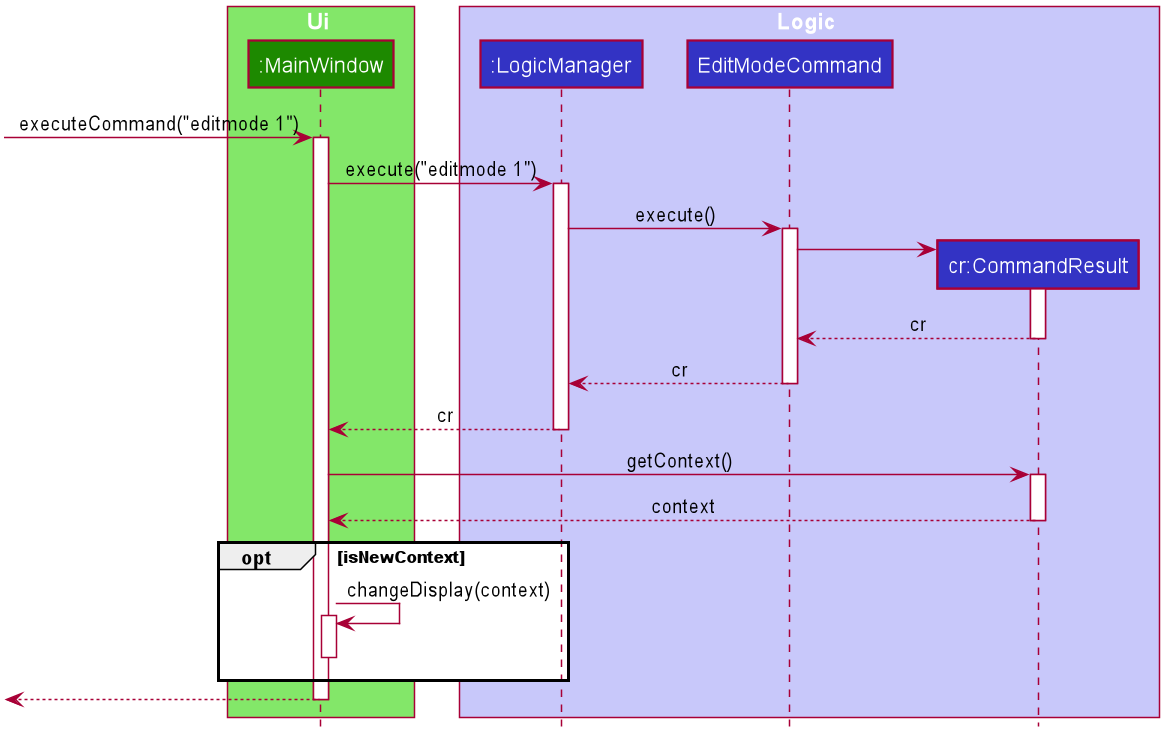 Ui
Logic
:MainWindow
:LogicManager
EditModeCommand
executeCommand("editmode 1")
execute("editmode 1")
execute()
cr:CommandResult
cr
cr
cr
getContext()
context
opt
[isNewContext]
changeDisplay(context)